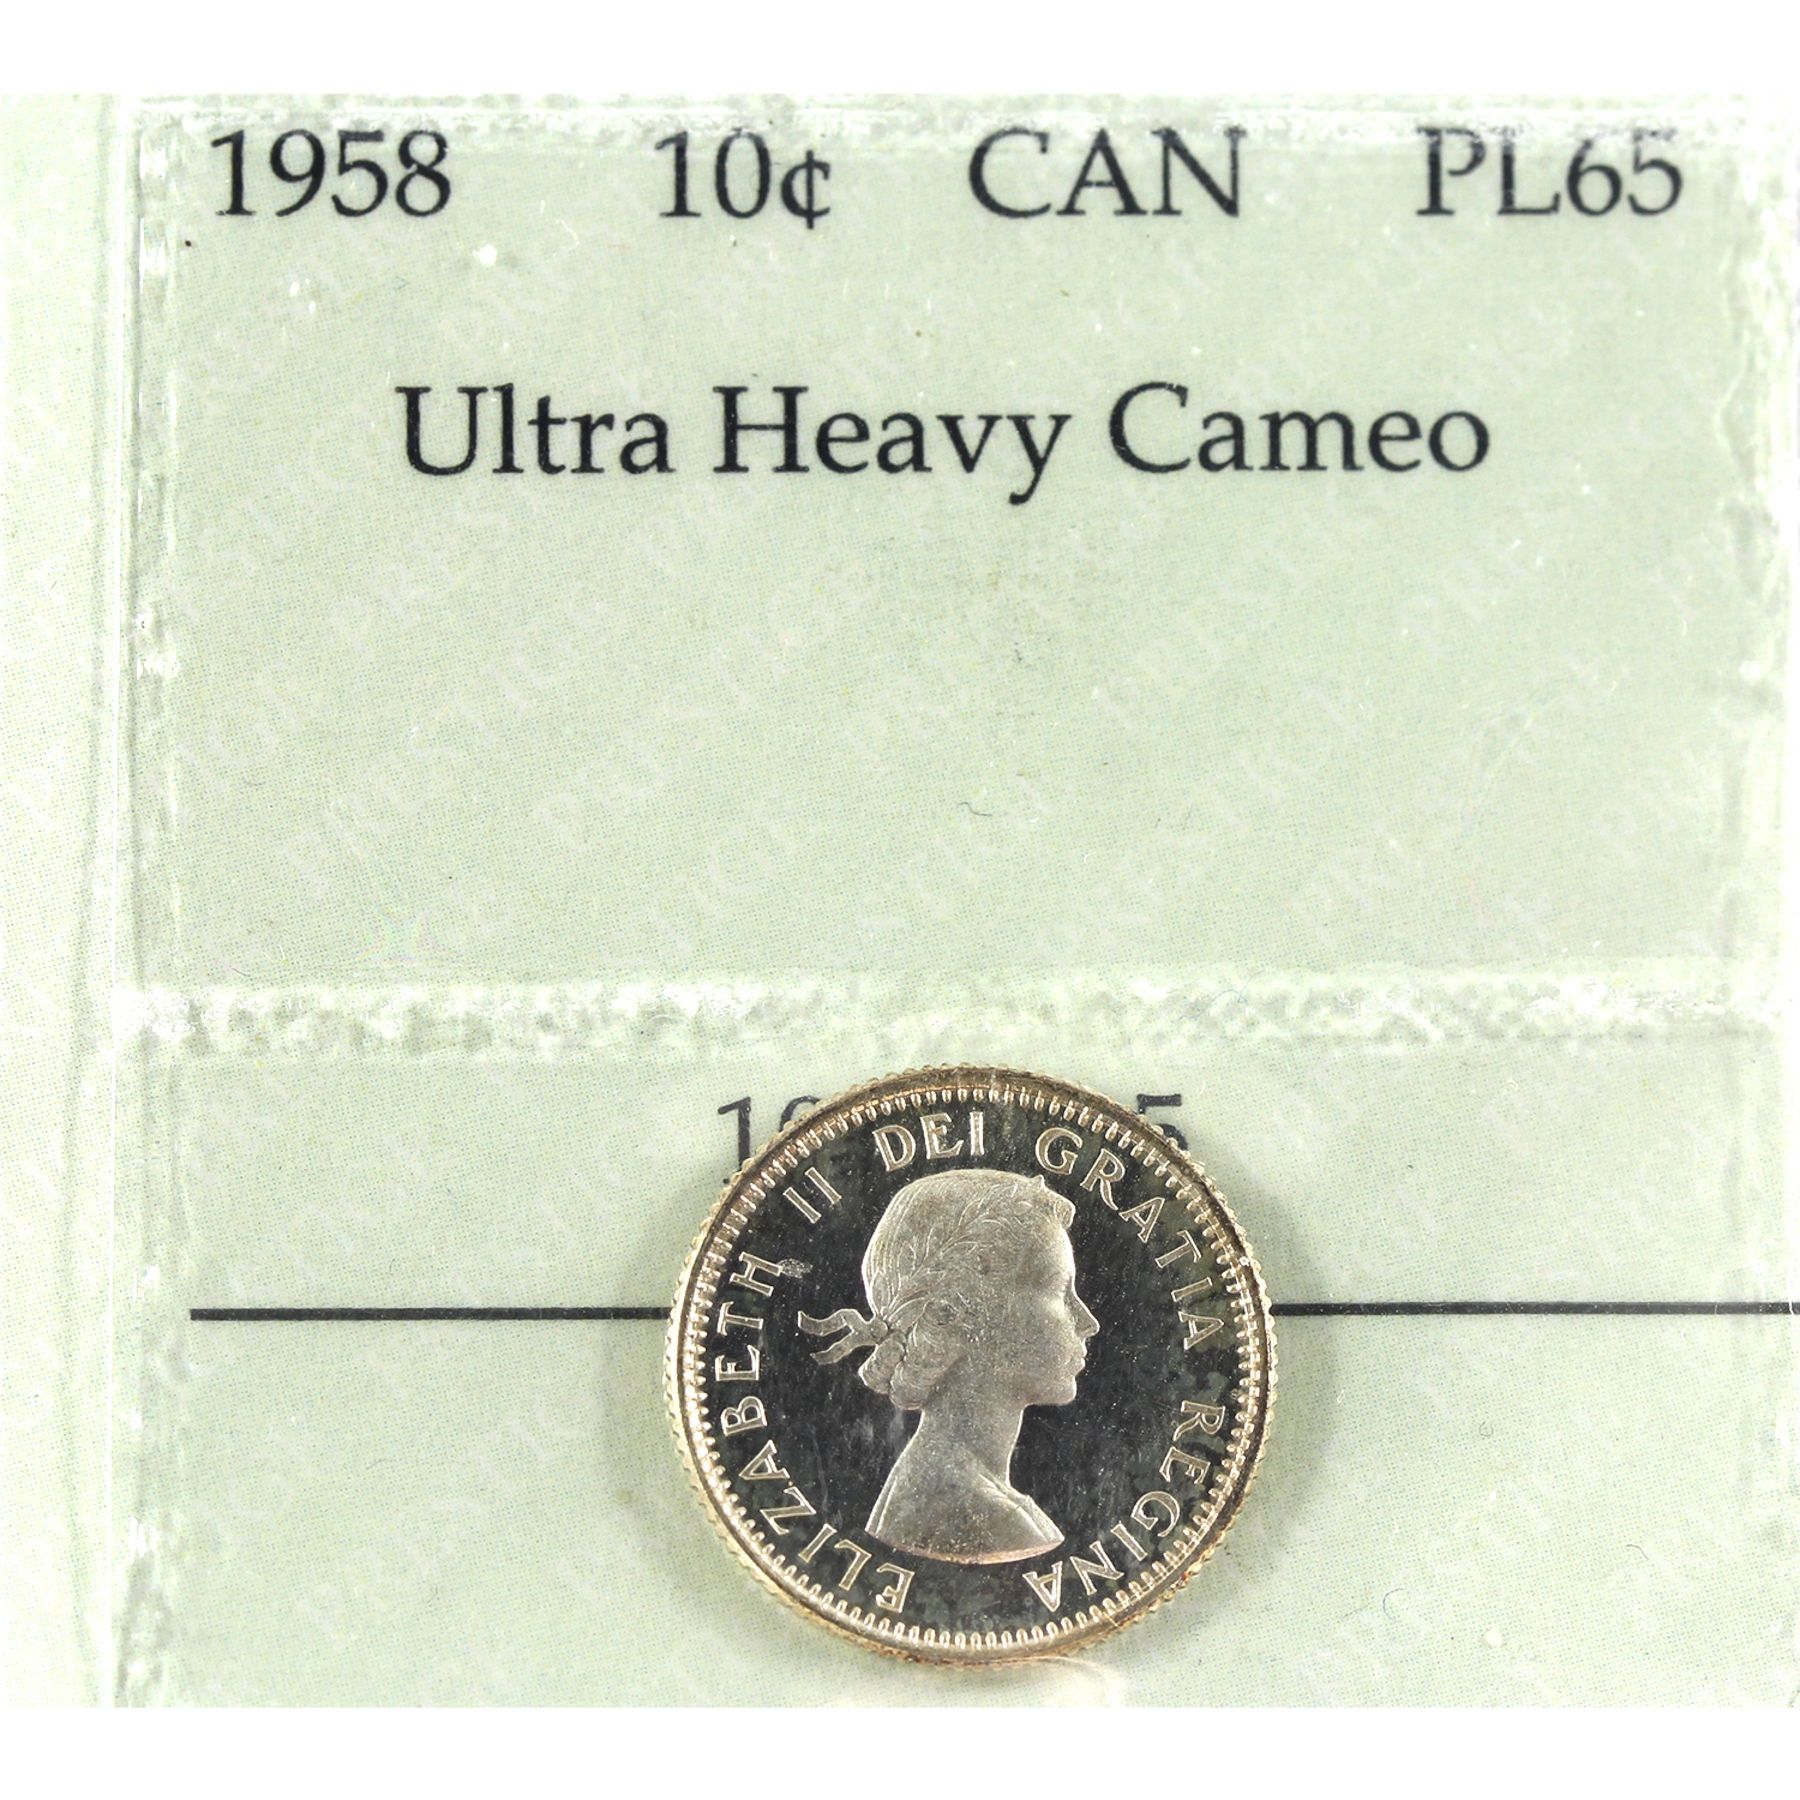 1958 10¢ CAN PL65
Ultra Heavy Cameo
ELIZABETH II DEI GRATIA REGINA